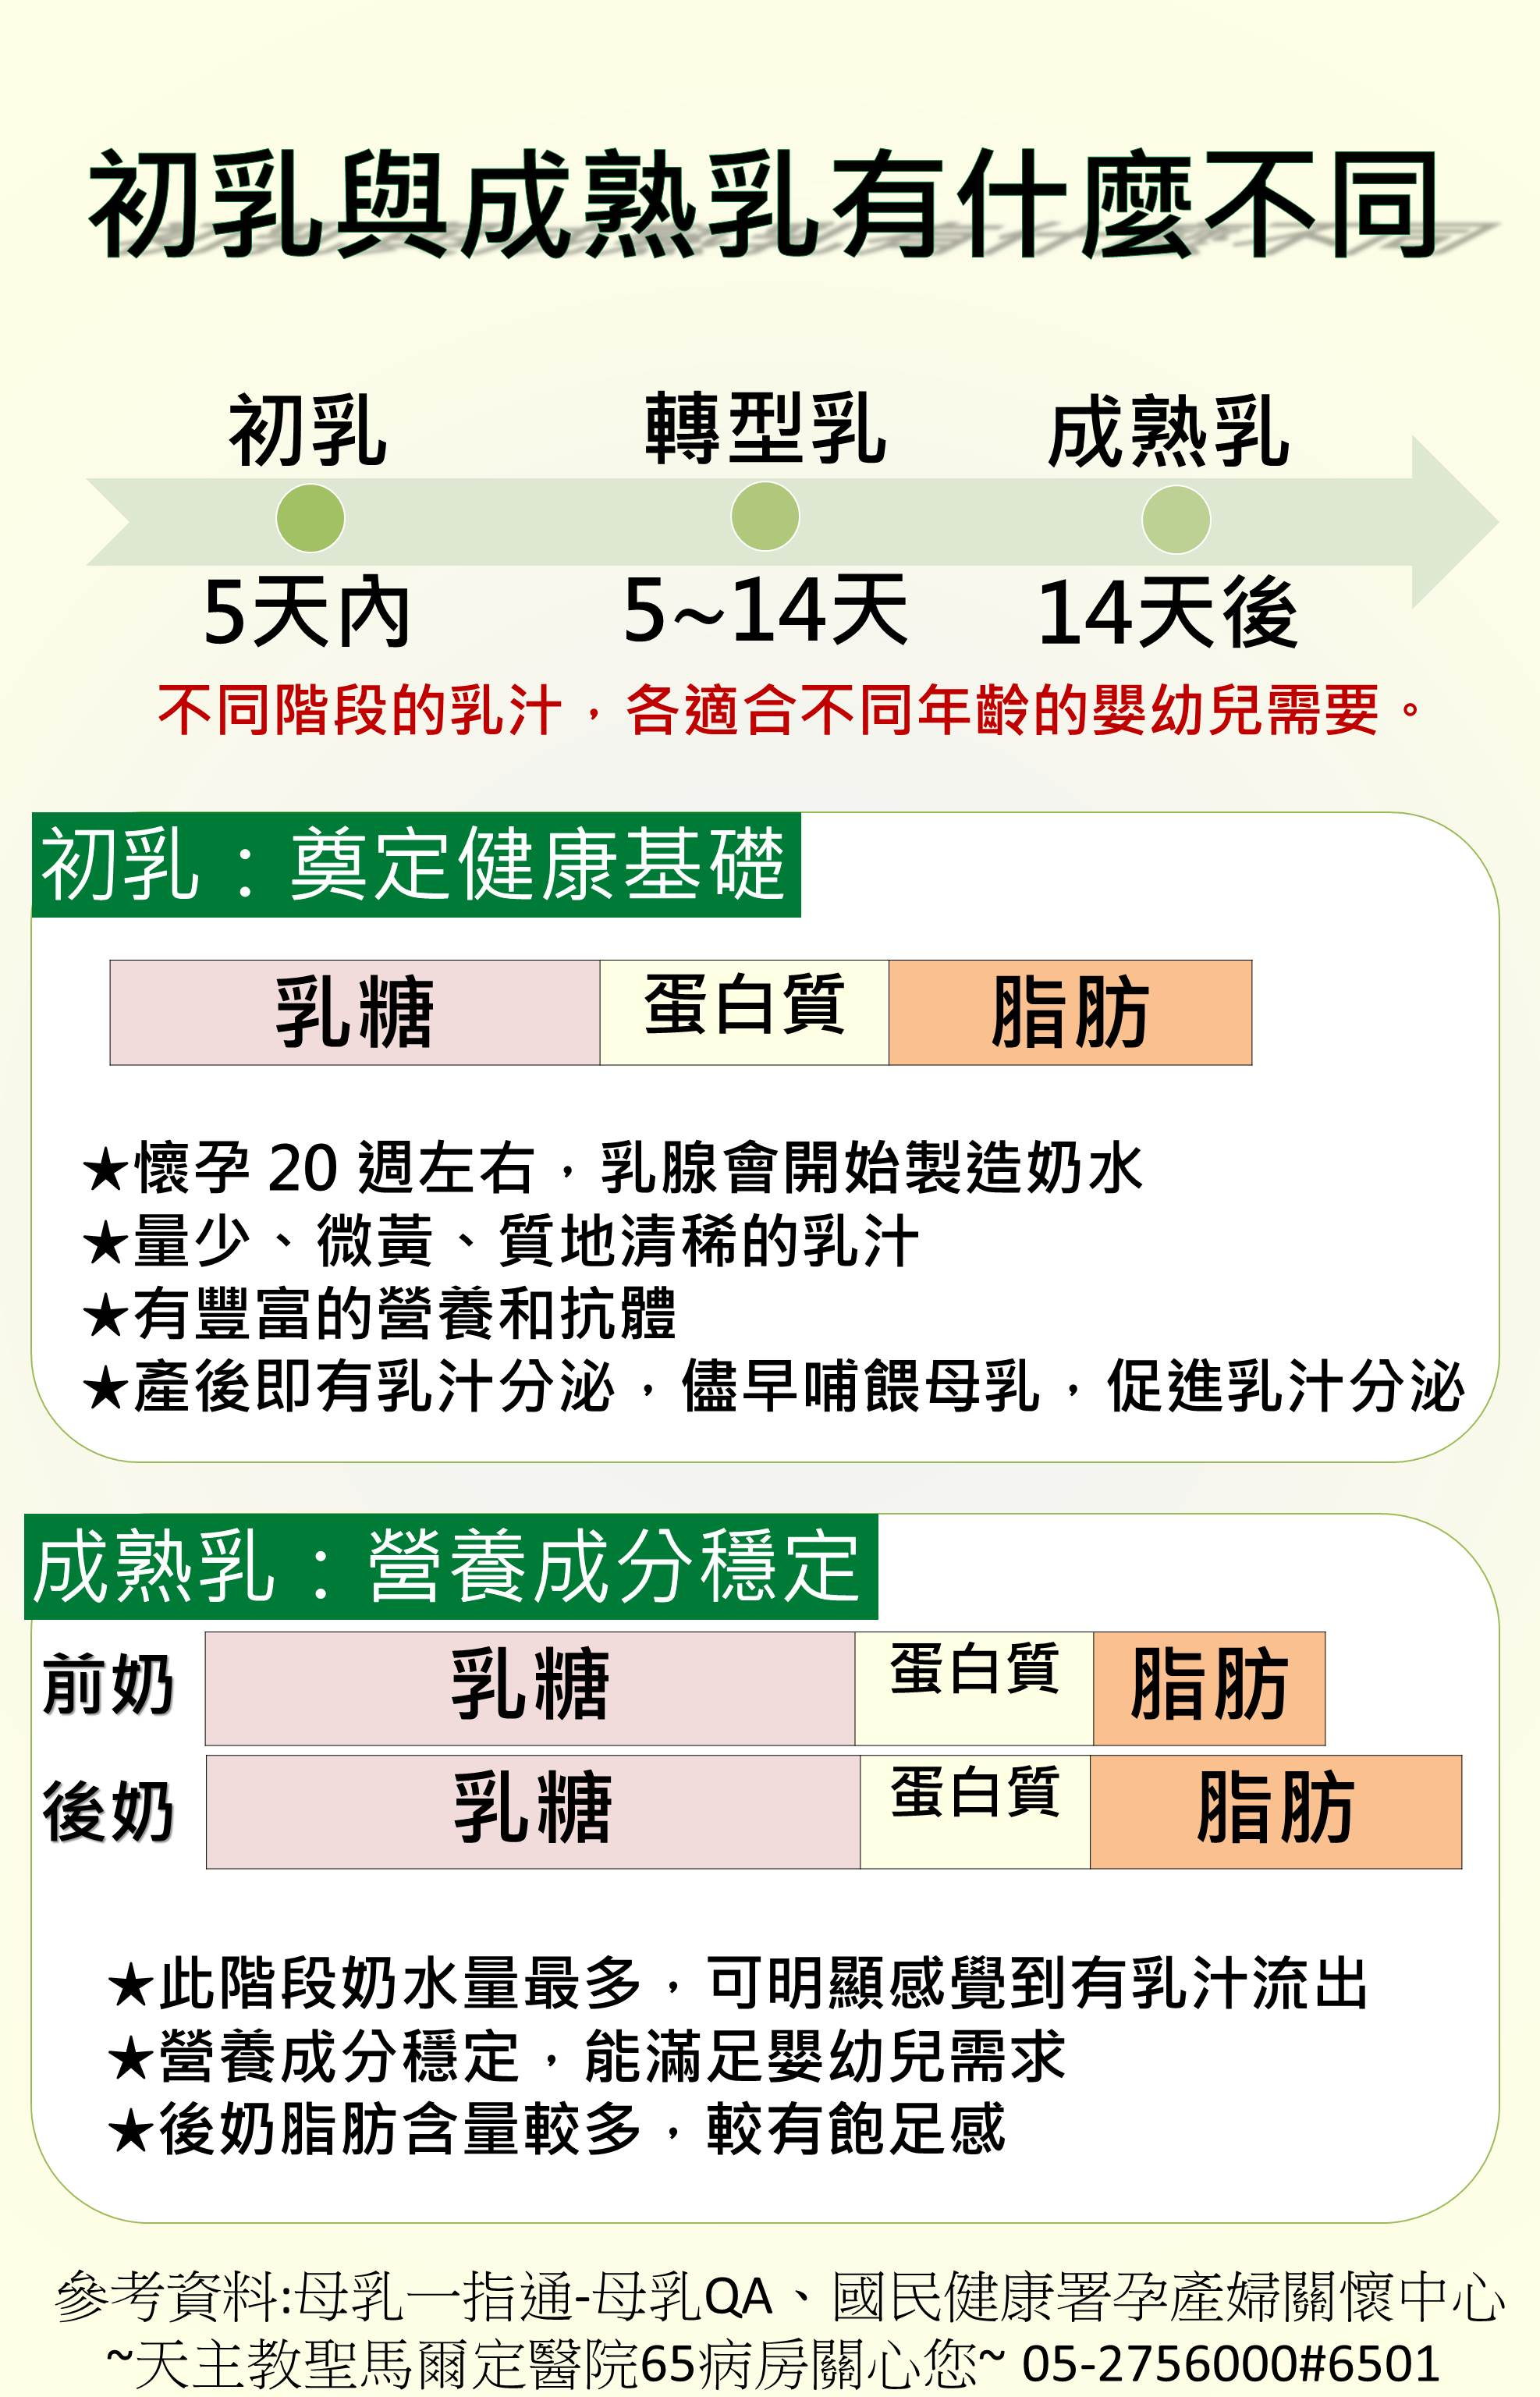 初乳與成熟乳有什麼不同
初乳 轉型乳 成熟乳
5天內 5~14天 14天後
不同階段的乳汁，各適合不同年齡的嬰幼兒需要。
初乳：奠定健康基礎
乳糖 蛋白質 脂肪
★懷孕 20 週左右，乳腺會開始製造奶水
★量少、微黃、質地清稀的乳汁
★有豐富的營養和抗體
★產後即有乳汁分泌，儘早哺餵母乳，促進乳汁分泌
成熟乳：營養成分穩定
前奶 乳糖 蛋白質 脂肪
後奶 乳糖 蛋白質 脂肪
★此階段奶水量最多，可明顯感覺到有乳汁流出
★營養成分穩定，能滿足嬰幼兒需求
★後奶脂肪含量較多，較有飽足感
參考資料:母乳一指通-母乳QA、國民健康署孕產婦關懷中心
~天主教聖馬爾定醫院65病房關心您~ 05-2756000#6501